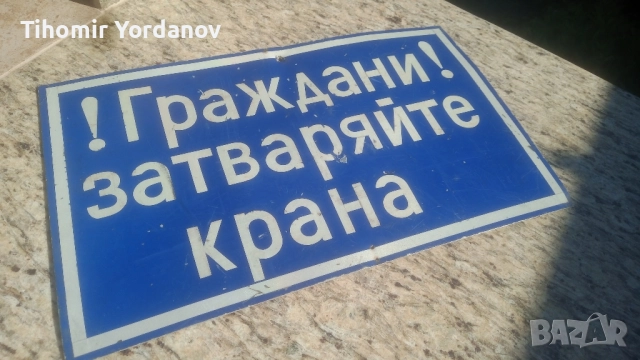 Tihomir Yordanov
! Граждани!
затваряйте
крана
BAZAR